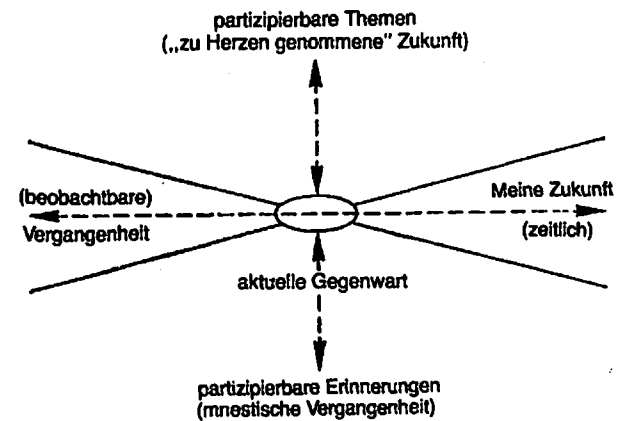 partizipierbare Themen
(„zu Herzen genommene" Zukunft)
(beobachtbare)
Vergangenheit
Meine Zukunft
(zeitlich)
aktuelle Gegenwart
partizipierbare Erinnerungen
(mnestische Vergangenheit)